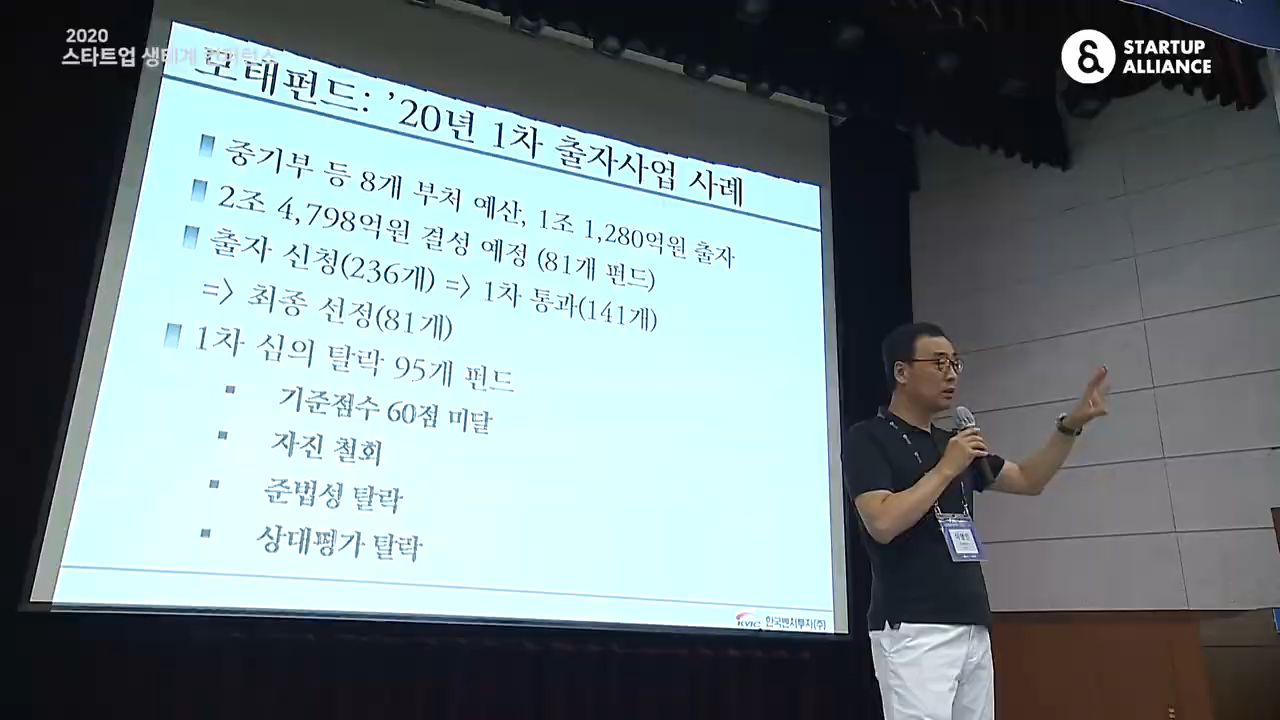 2020
스타트업 생태계 컨퍼런스
STARTUP
ALLIANCE
모태펀드: ’20년 1차 출자사업 사례
중기부 등 8개 부처 예산, 1조 1,280억원 출자
2조 4,798억원 결성 예정 (81개 펀드)
출자 신청(236개) => 1차 통과(141개)
=> 최종 선정(81개)
1차 심의 탈락 95개 펀드
기준점수 60점 미달
자진 철회
준법성 탈락
상대평가 탈락
KVIC 한국벤처투자(주)